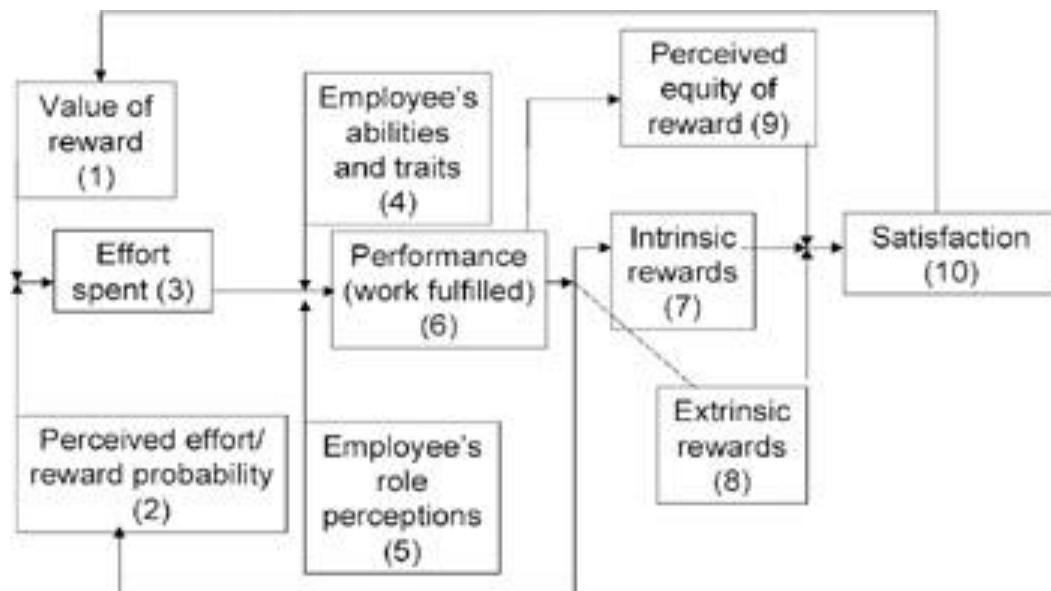 Value of
reward
(1)
Effort
spent (3)
Perceived effort/
reward probability
(2)
Employee's
abilities
and traits
(4)
Performance
(work fulfilled)
(6)
Employee's
role
perceptions
(5)
Perceived
equity of
reward (9)
Intrinsic
rewards
(7)
Extrinsic
rewards
(8)
Satisfaction
(10)